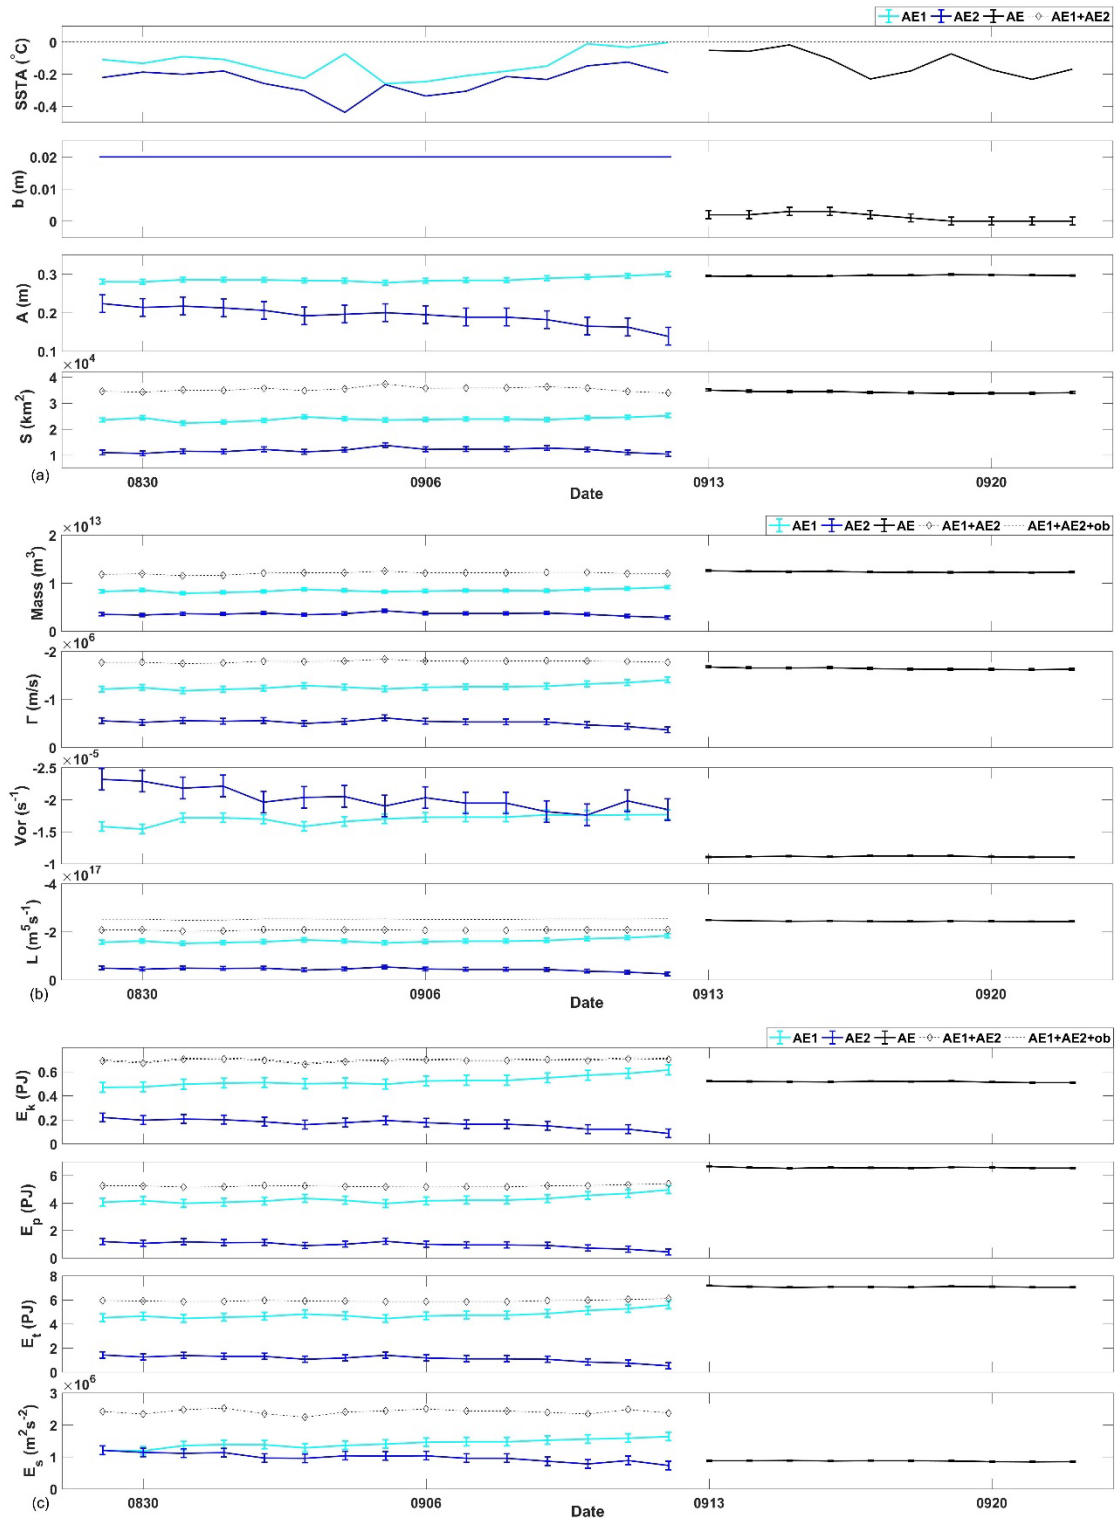 AE1 AE2 AE AE1+AE2
SSTA (°C)
0
-0.2
-0.4
b (m)
0.02
0.01
0
A (m)
0.3
0.2
0.1
×10⁴
S (km²)
4
3
2
1
(a)
0830 0906 0913 0920
Date
AE1 AE2 AE AE1+AE2 AE1+AE2+ob
×10¹³
Mass (m³)
2
1
0
×10⁶
Γ (m/s)
-2
-1
0
×10⁻⁵
Vor (s⁻¹)
-2.5
-2
-1.5
-1
×10¹⁷
L (m⁵s⁻¹)
-4
-2
0
(b)
0830 0906 0913 0920
Date
AE1 AE2 AE AE1+AE2 AE1+AE2+ob
Eₖ (PJ)
0.6
0.2
0
Eₚ (PJ)
6
4
2
0
Eₜ (PJ)
8
6
4
2
0
×10⁶
Eₛ (m²s⁻²)
3
2
1
0
(c)
0830 0906 0913 0920
Date